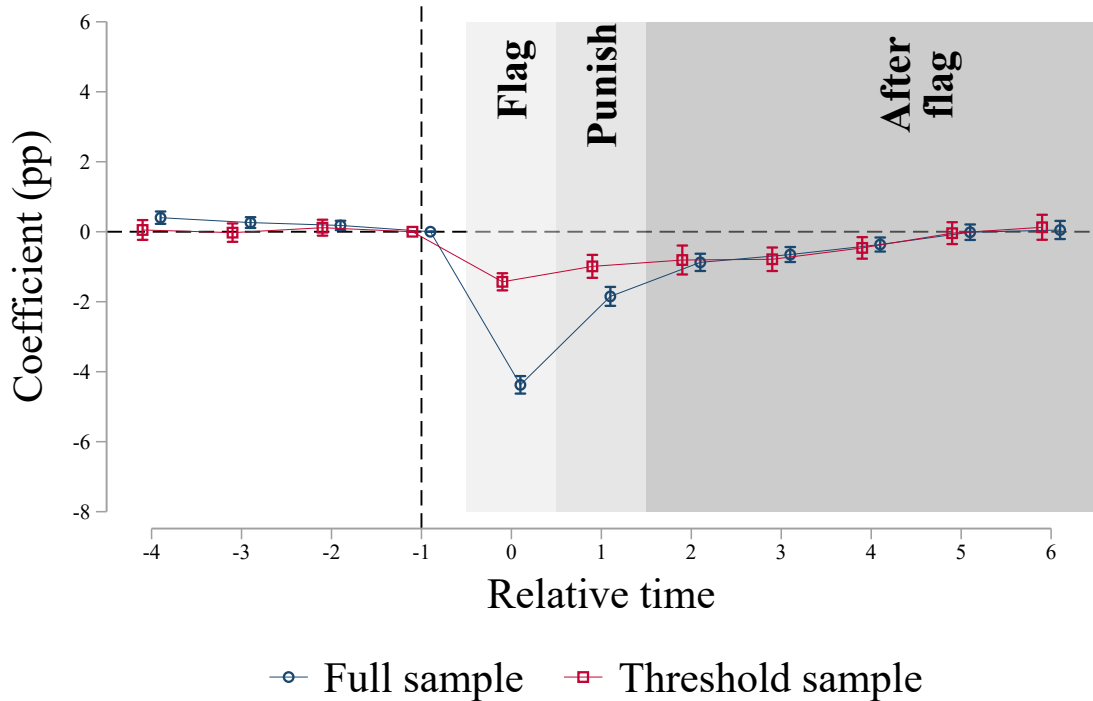 Coefficient (pp)
6
4
2
0
-2
-4
-6
-8
Flag
Punish
After
flag
-4
-3
-2
-1
0
1
2
3
4
5
6
Relative time
Full sample
Threshold sample